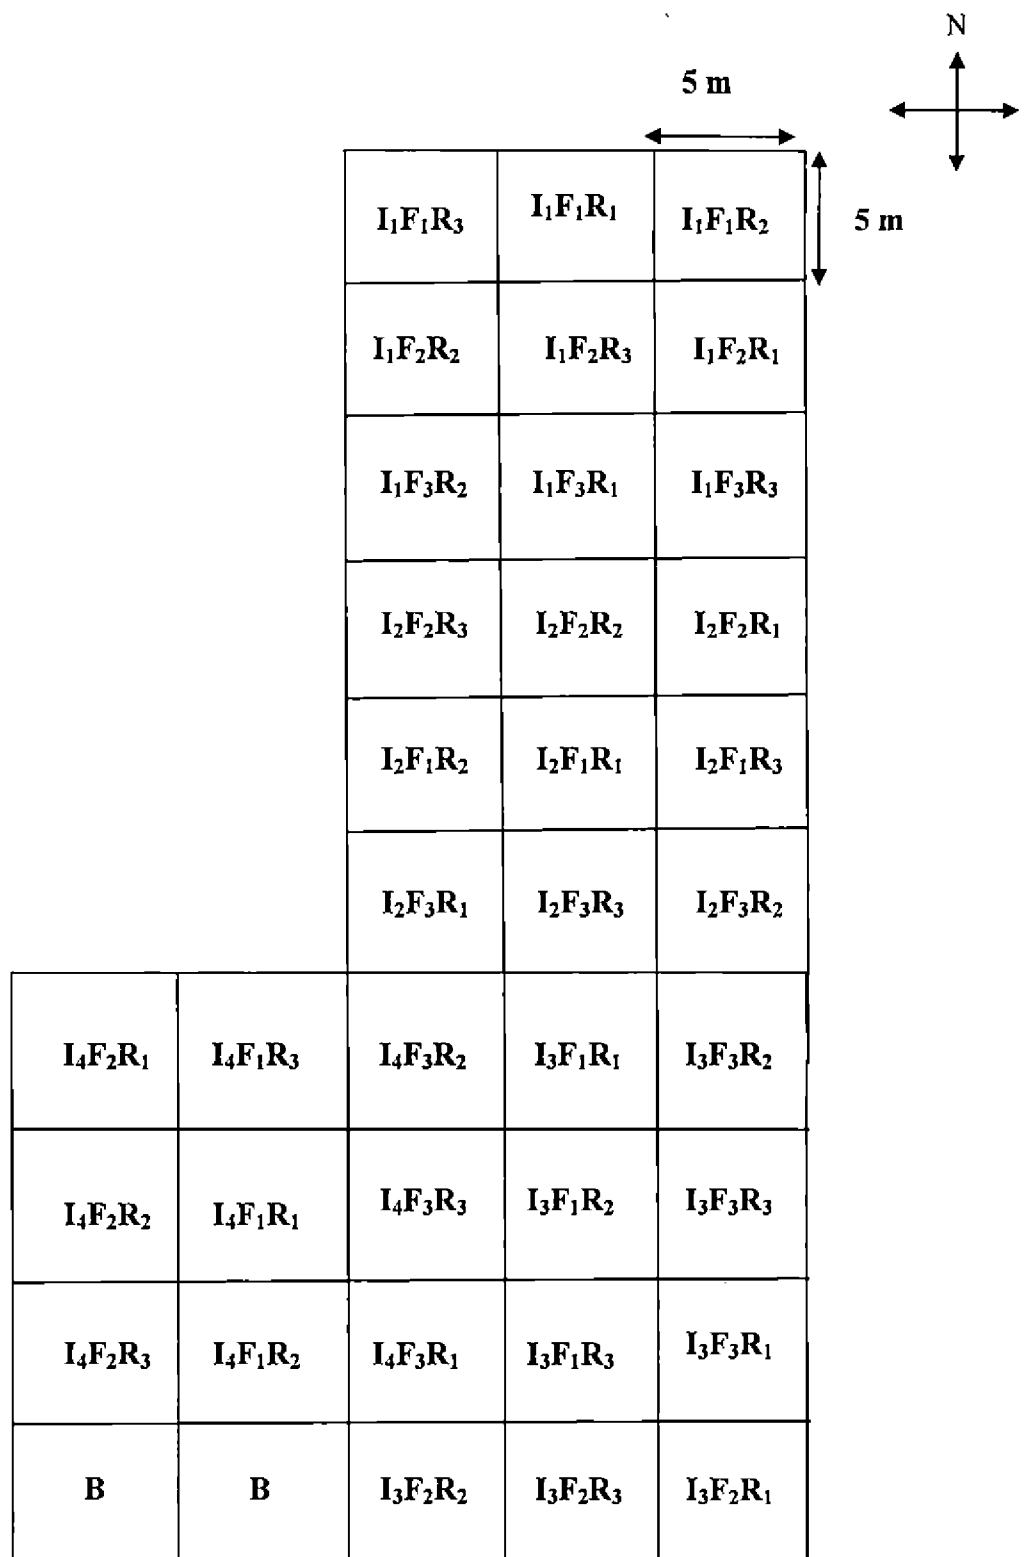 N
5 m
5 m
I₁F₁R₃ I₁F₁R₁ I₁F₁R₂
I₁F₂R₂ I₁F₂R₃ I₁F₂R₁
I₁F₃R₂ I₁F₃R₁ I₁F₃R₃
I₂F₂R₃ I₂F₂R₂ I₂F₂R₁
I₂F₁R₂ I₂F₁R₁ I₂F₁R₃
I₂F₃R₁ I₂F₃R₃ I₂F₃R₂
I₄F₂R₁ I₄F₁R₃ I₄F₃R₂ I₃F₁R₁ I₃F₃R₂
I₄F₂R₂ I₄F₁R₁ I₄F₃R₃ I₃F₁R₂ I₃F₃R₃
I₄F₂R₃ I₄F₁R₂ I₄F₃R₁ I₃F₁R₃ I₃F₃R₁
B B I₃F₂R₂ I₃F₂R₃ I₃F₂R₁